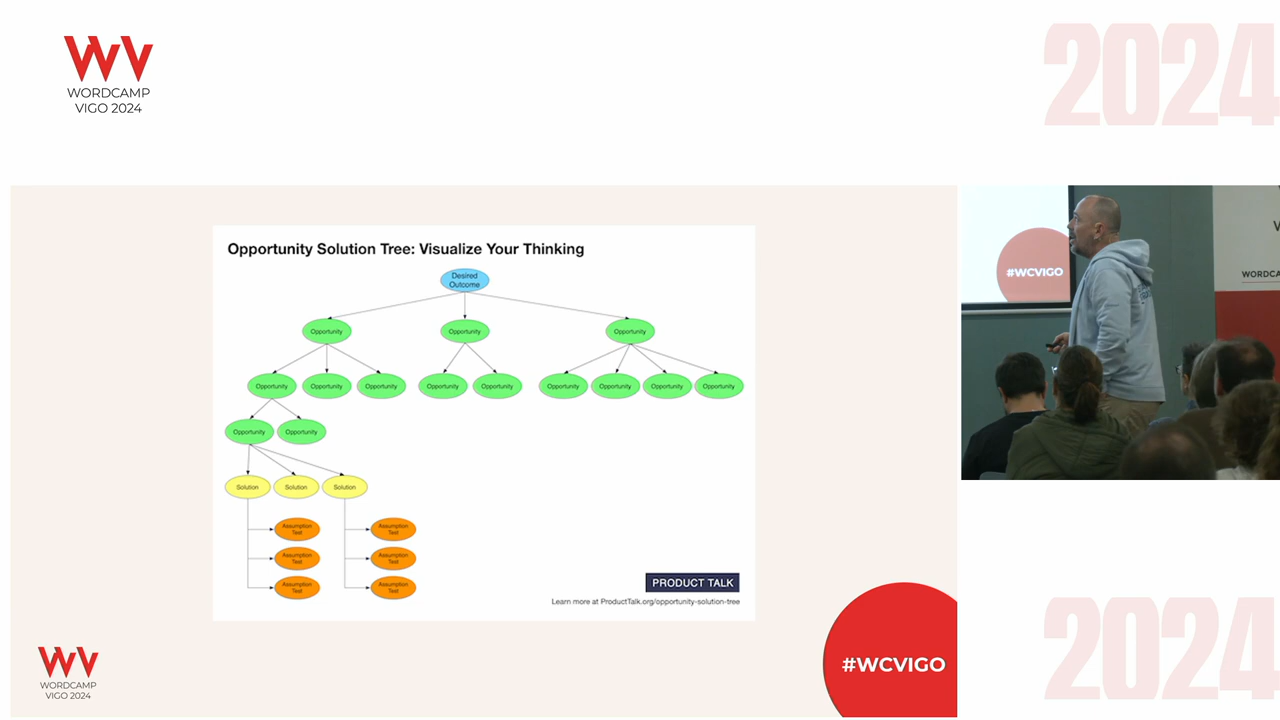 WORDCAMP
VIGO 2024
2024
Opportunity Solution Tree: Visualize Your Thinking
Desired
Outcome
Opportunity
Opportunity
Opportunity
Opportunity
Opportunity
Opportunity
Opportunity
Opportunity
Opportunity
Opportunity
Opportunity
Opportunity
Opportunity
Opportunity
Solution
Solution
Solution
Assumption
Test
Assumption
Test
Assumption
Test
Assumption
Test
Assumption
Test
Assumption
Test
PRODUCT TALK
Learn more at ProductTalk.org/opportunity-solution-tree
WORDCAMP
VIGO 2024
#WCVIGO
#WCVIGO
2024